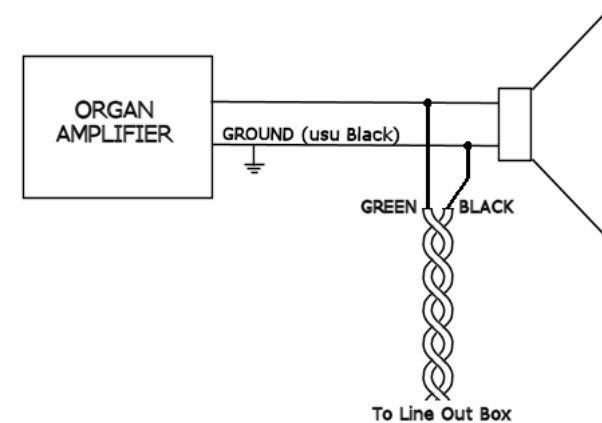 ORGAN
AMPLIFIER
GROUND (usu Black)
GREEN
BLACK
To Line Out Box